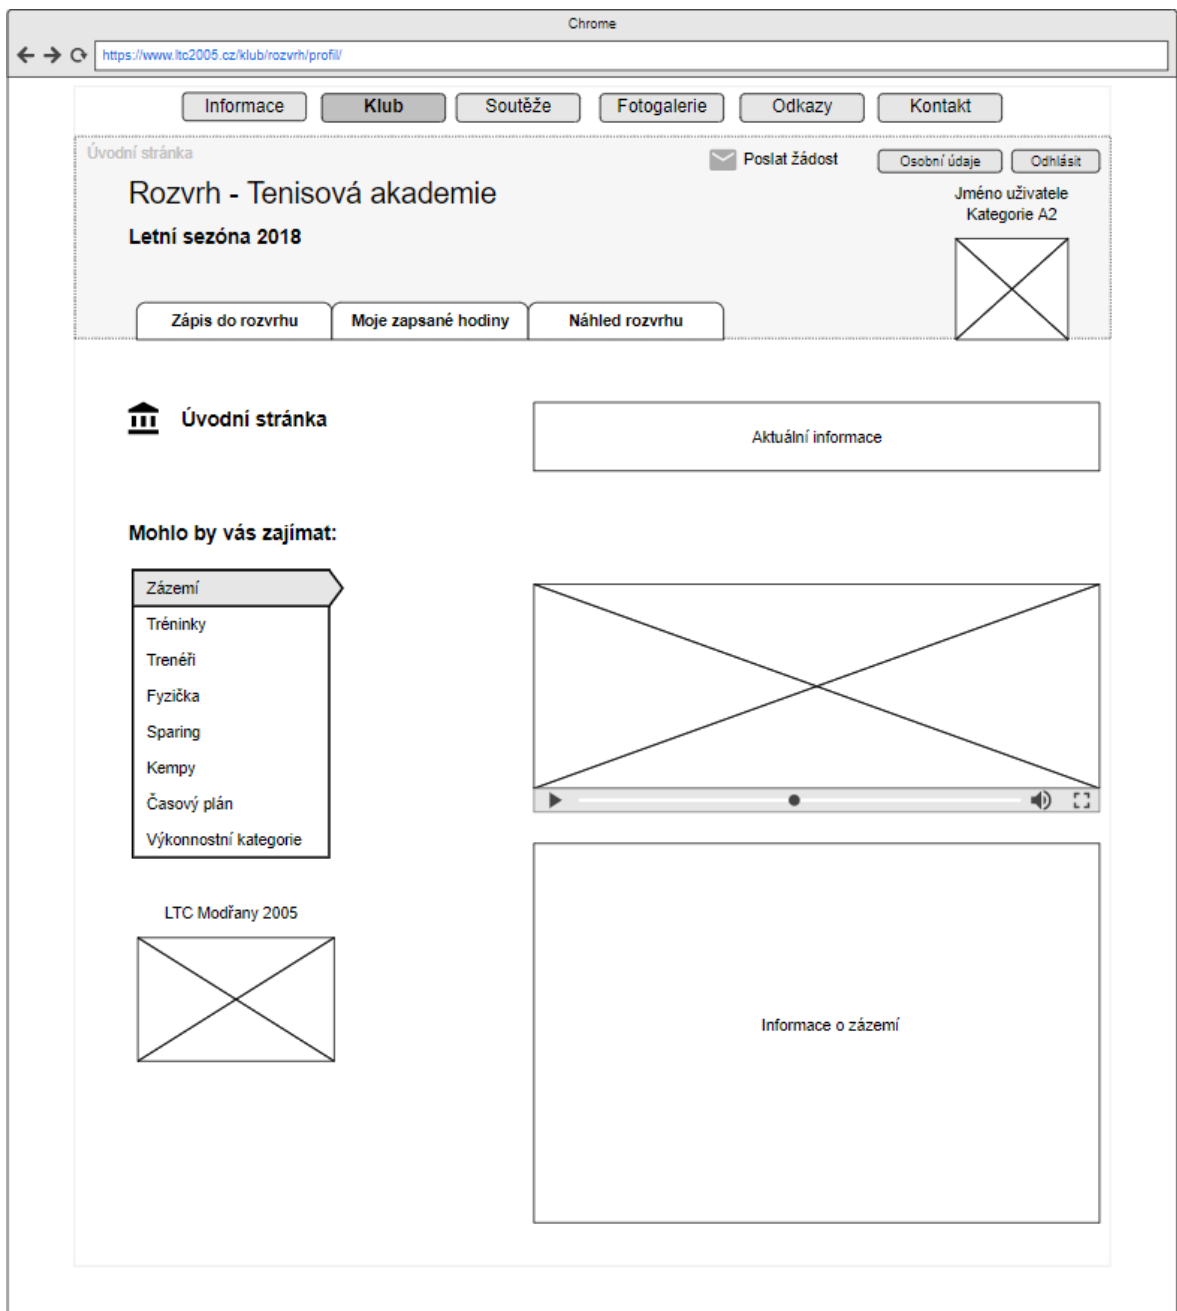 Chrome
https://www.ltc2005.cz/klub/rozvrh/profil/
Informace
Klub
Soutěže
Fotogalerie
Odkazy
Kontakt
Úvodní stránka
Poslat žádost
Osobní údaje
Odhlásit
Rozvrh - Tenisová akademie
Jméno uživatele
Kategorie A2
Letní sezóna 2018
Zápis do rozvrhu
Moje zapsané hodiny
Náhled rozvrhu
Úvodní stránka
Aktuální informace
Mohlo by vás zajímat:
Zázemí
Tréninky
Trenéři
Fyzička
Sparing
Kempy
Časový plán
Výkonnostní kategorie
LTC Modřany 2005
Informace o zázemí